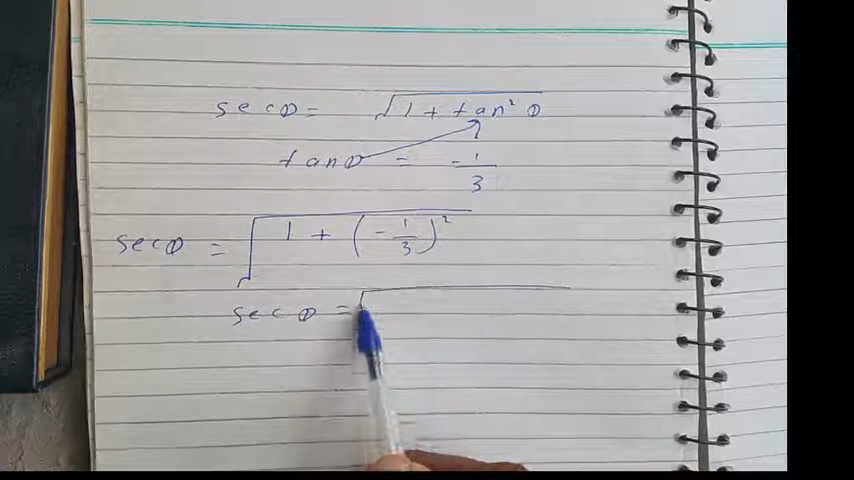 secθ = √1 + tan²θ
tanθ = -1/3
secθ = √1 + (-1/3)²
secθ = √